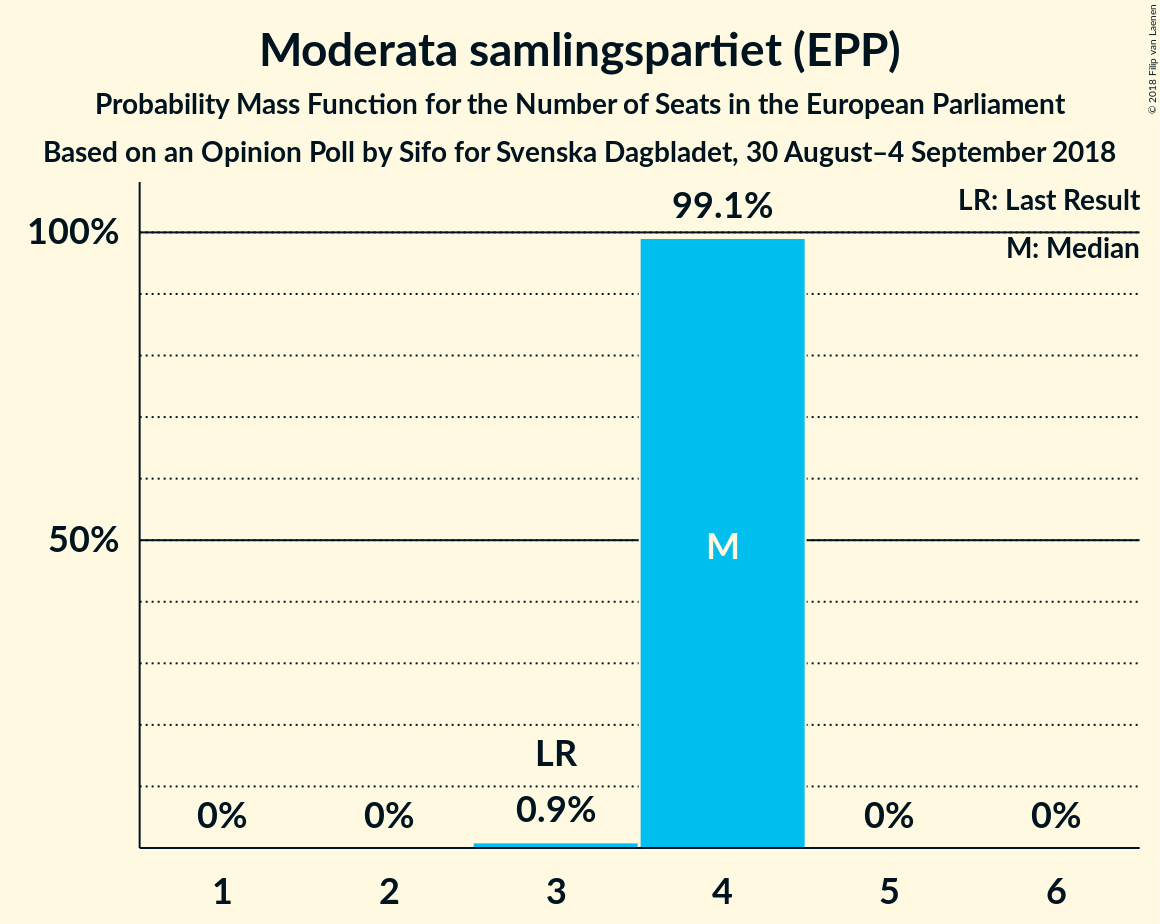 Moderata samlingspartiet (EPP)
Probability Mass Function for the Number of Seats in the European Parliament
Based on an Opinion Poll by Sifo for Svenska Dagbladet, 30 August–4 September 2018
© 2018 Filip van Laenen
LR: Last Result
M: Median
99.1%
100%
50%
M
LR
0% 0% 0.9% 0% 0%
1 2 3 4 5 6